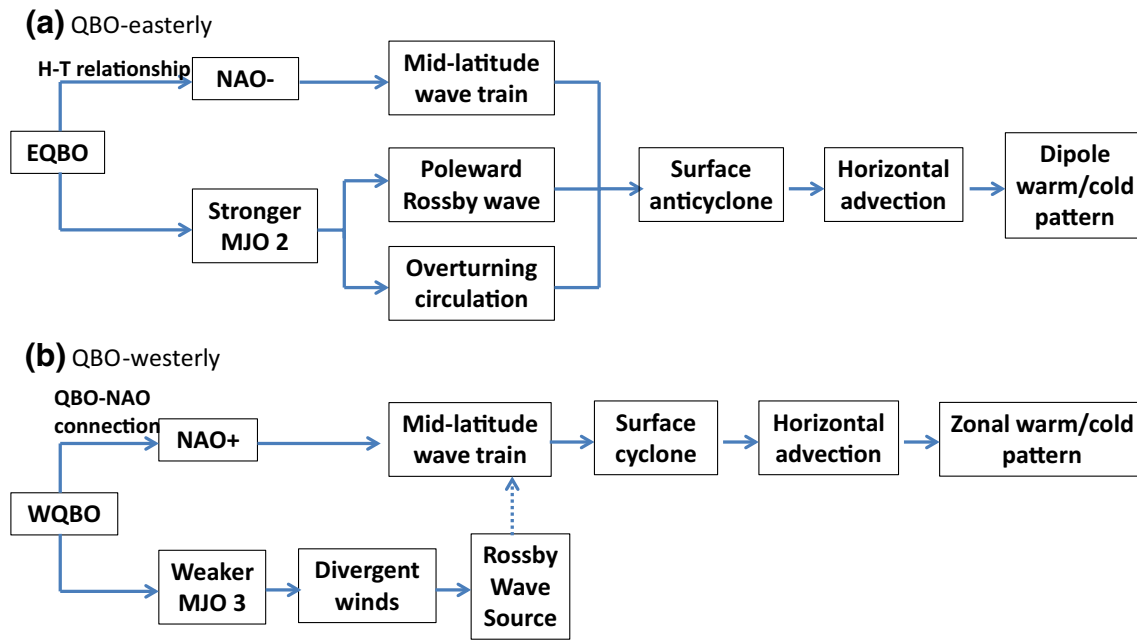 (a) QBO-easterly
H-T relationship
NAO-
Mid-latitude
wave train
EQBO
Stronger
MJO 2
Poleward
Rossby wave
Overturning
circulation
Surface
anticyclone
Horizontal
advection
Dipole
warm/cold
pattern
(b) QBO-westerly
QBO-NAO
connection
NAO+
Mid-latitude
wave train
Surface
cyclone
Horizontal
advection
Zonal warm/cold
pattern
WQBO
Weaker
MJO 3
Divergent
winds
Rossby
Wave
Source